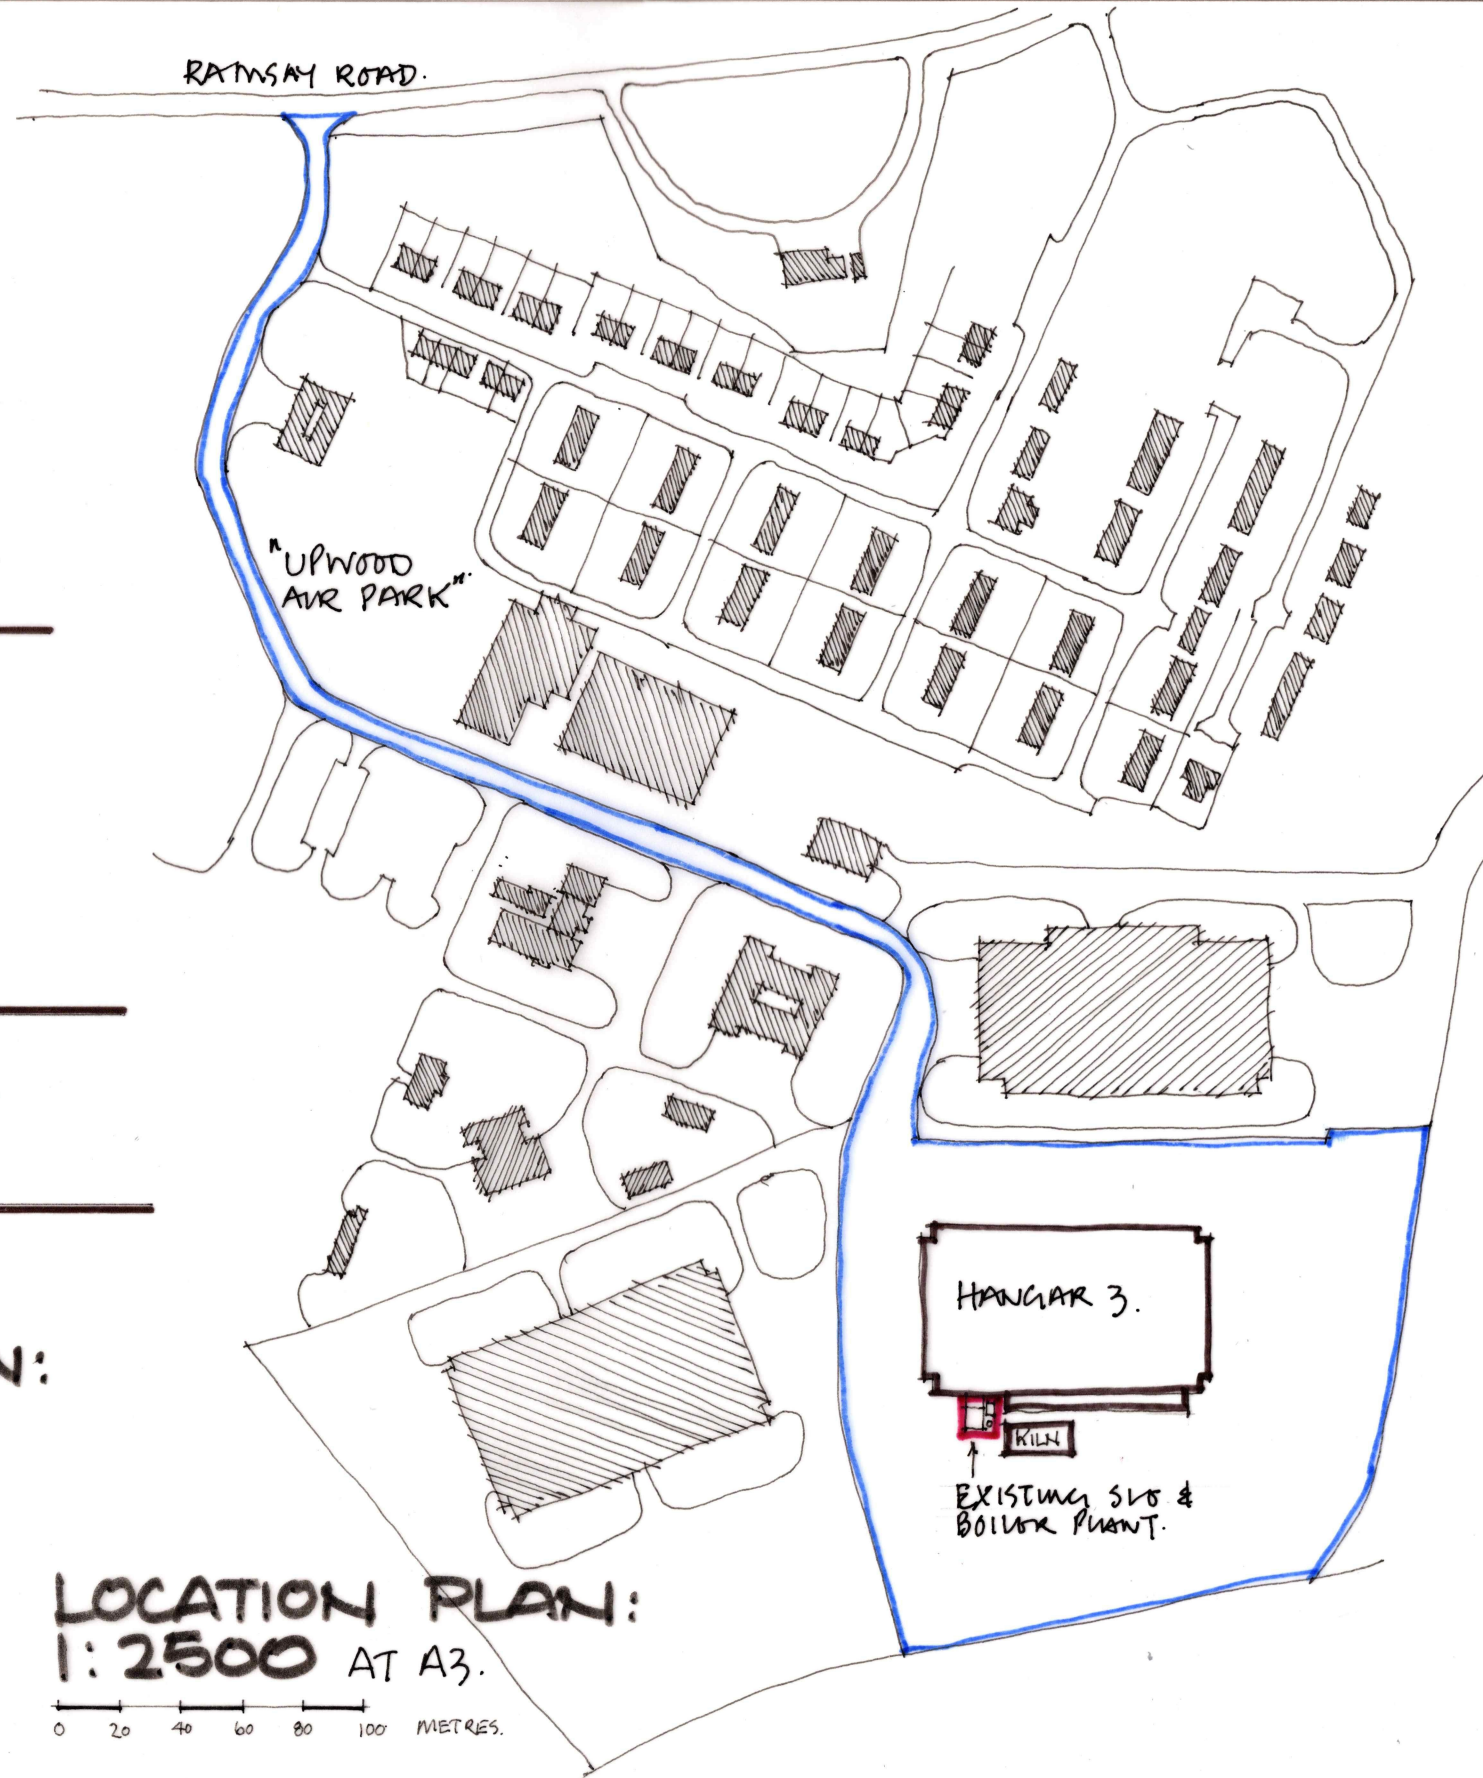 RAMSAY ROAD.
"UPWOOD
AIR PARK".
HANGAR 3.
KILN
EXISTING SILO &
BOILER PLANT.
N:
LOCATION PLAN:
1:2500 AT A3.
0 20 40 60 80 100 METRES.